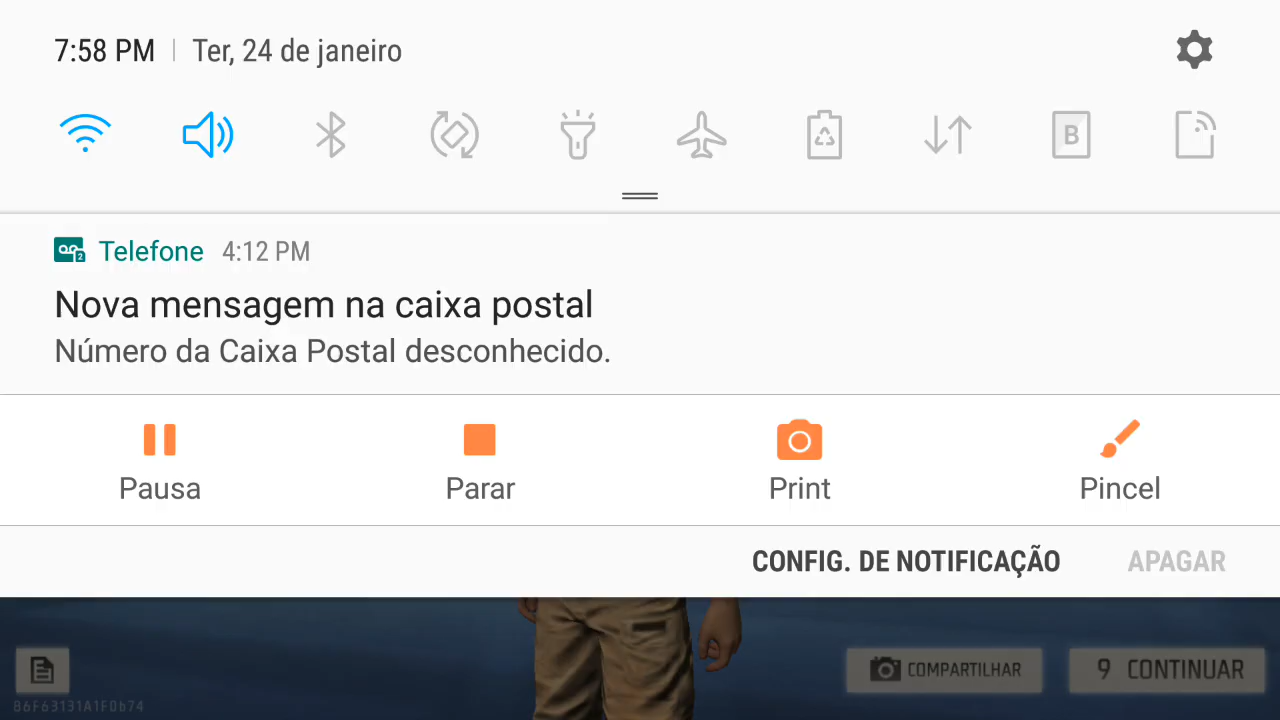 7:58 PM | Ter, 24 de janeiro
B
2
Telefone 4:12 PM
Nova mensagem na caixa postal
Número da Caixa Postal desconhecido.
Pausa Parar Print Pincel
CONFIG. DE NOTIFICAÇÃO APAGAR
COMPARTILHAR 9 CONTINUAR
B6F63131A1F0b74